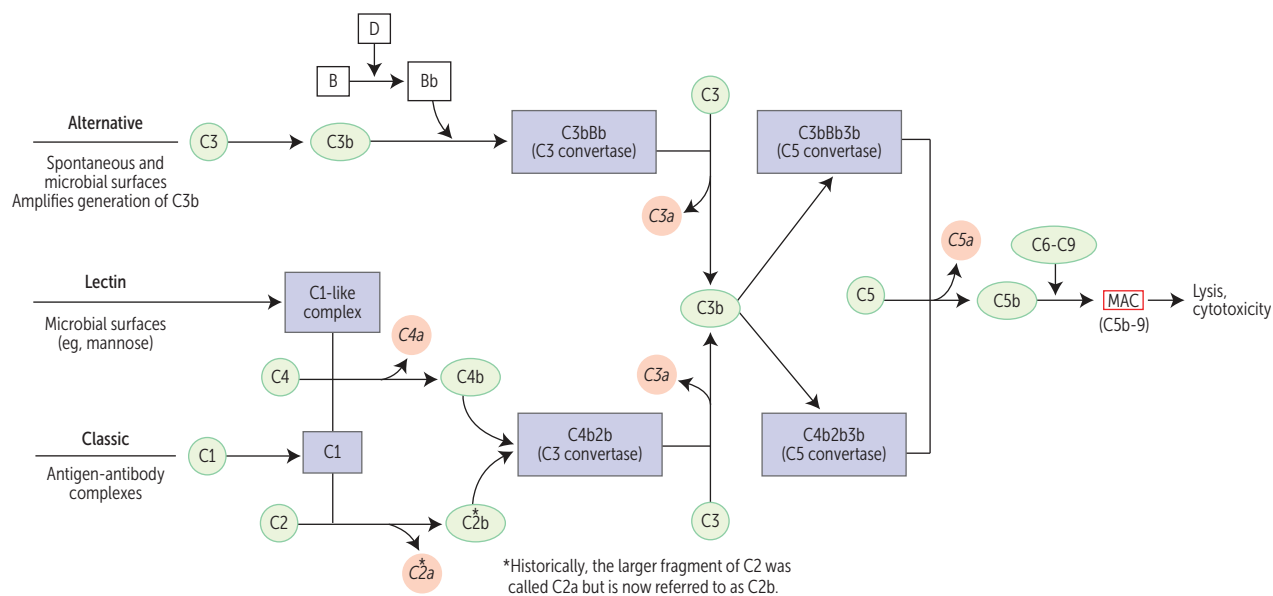 D
B
Bb
Alternative
C3
C3b
C3bBb
(C3 convertase)
C3
C3bBb3b
(C5 convertase)
Spontaneous and
microbial surfaces
Amplifies generation of C3b
C3a
C5a
C6-C9
Lectin
C1-like
complex
C3b
C5
C5b
MAC
(C5b-9)
Lysis,
cytotoxicity
Microbial surfaces
(eg, mannose)
C4a
C4
C4b
C3a
Classic
C1
C1
C4b2b
(C3 convertase)
C4b2b3b
(C5 convertase)
Antigen-antibody
complexes
C2
C2b*
C3
C2a*
*Historically, the larger fragment of C2 was
called C2a but is now referred to as C2b.